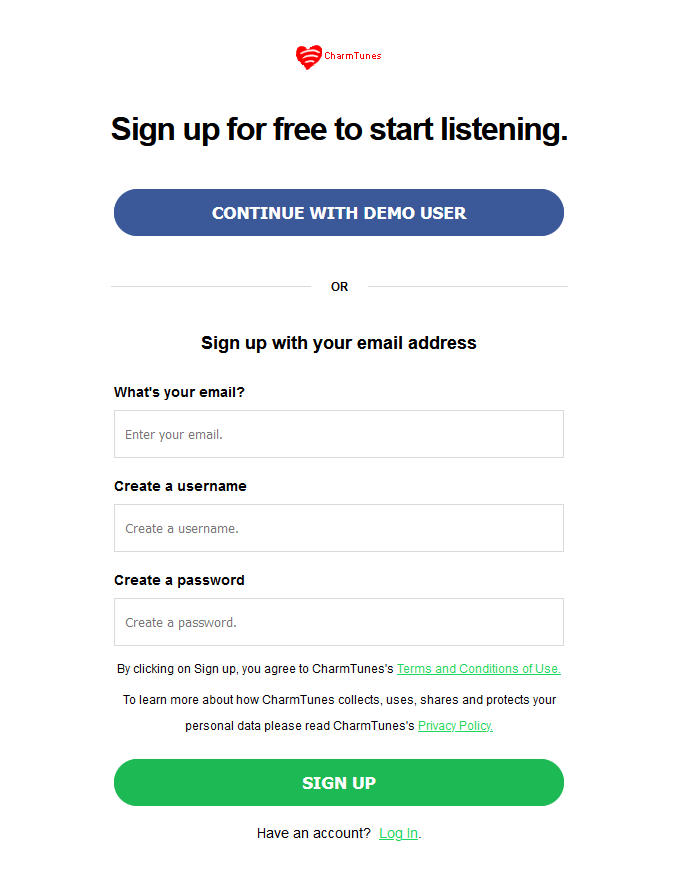 CharmTunes
Sign up for free to start listening.
CONTINUE WITH DEMO USER
OR
Sign up with your email address
What's your email?
Enter your email.
Create a username
Create a username.
Create a password
Create a password.
By clicking on Sign up, you agree to CharmTunes's Terms and Conditions of Use.
To learn more about how CharmTunes collects, uses, shares and protects your
personal data please read CharmTunes's Privacy Policy.
SIGN UP
Have an account? Log In.